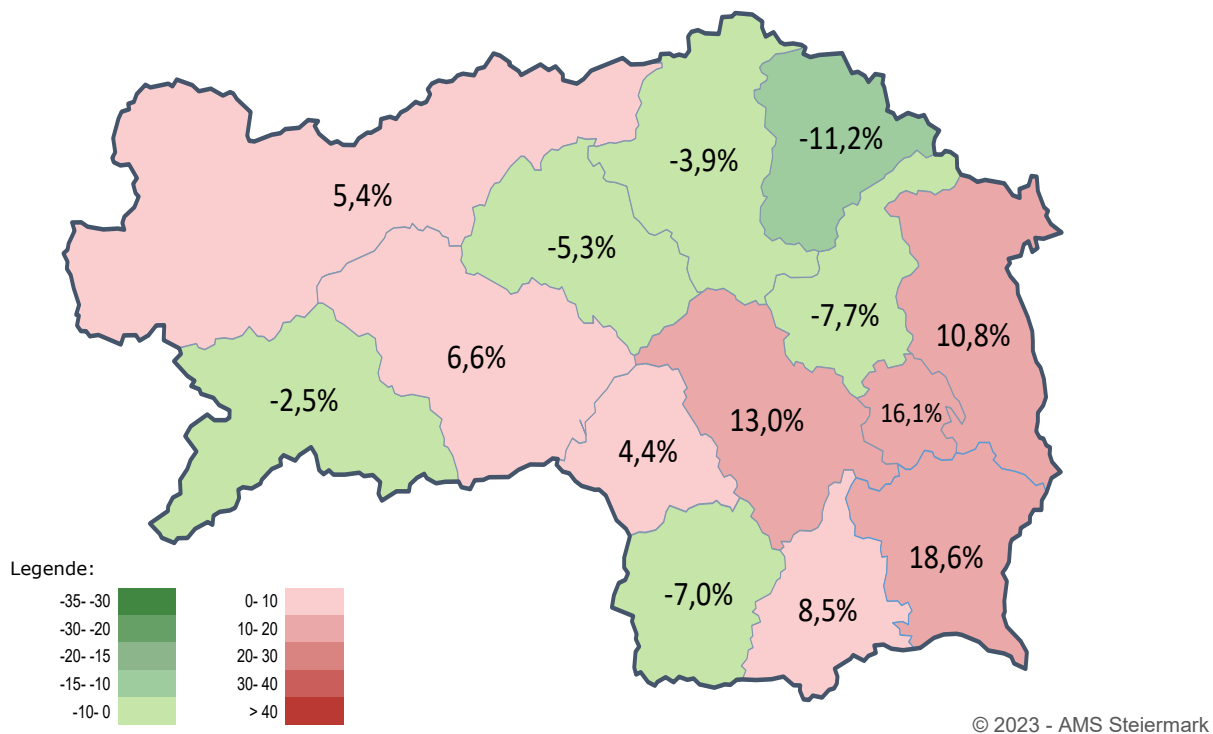 -11,2%
-3,9%
5,4%
-5,3%
-7,7%
10,8%
6,6%
-2,5%
16,1%
13,0%
4,4%
18,6%
-7,0%
8,5%
Legende:
-35- -30 0- 10
-30- -20 10- 20
-20- -15 20- 30
-15- -10 30- 40
-10- 0 > 40
© 2023 - AMS Steiermark